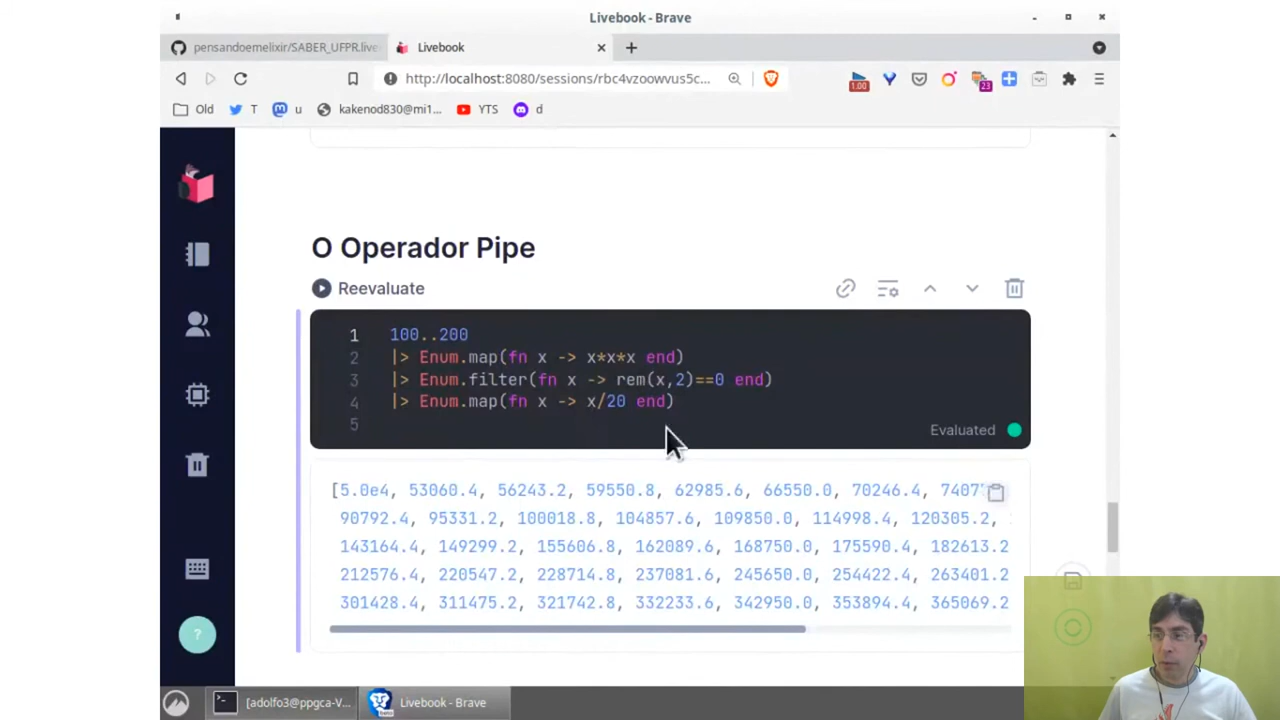 Livebook - Brave
pensandoemelixir/SABER_UFPR.live
Livebook
http://localhost:8080/sessions/rbc4vzoowvus5c...
1.00
23
Old
T
u
kakenod830@mi1...
YTS
d
O Operador Pipe
Reevaluate
1 100..200
2 |> Enum.map(fn x -> x*x*x end)
3 |> Enum.filter(fn x -> rem(x,2)==0 end)
4 |> Enum.map(fn x -> x/20 end)
5
Evaluated
[5.0e4, 53060.4, 56243.2, 59550.8, 62985.6, 66550.0, 70246.4,
90792.4, 95331.2, 100018.8, 104857.6, 109850.0, 114998.4, 120305.2,
143164.4, 149299.2, 155606.8, 162089.6, 168750.0, 175590.4, 182613.2
212576.4, 220547.2, 228714.8, 237081.6, 245650.0, 254422.4, 263401.2
301428.4, 311475.2, 321742.8, 332233.6, 342950.0, 353894.4, 365069.2
?
[adolfo3@ppgca-V...
Livebook - Brave